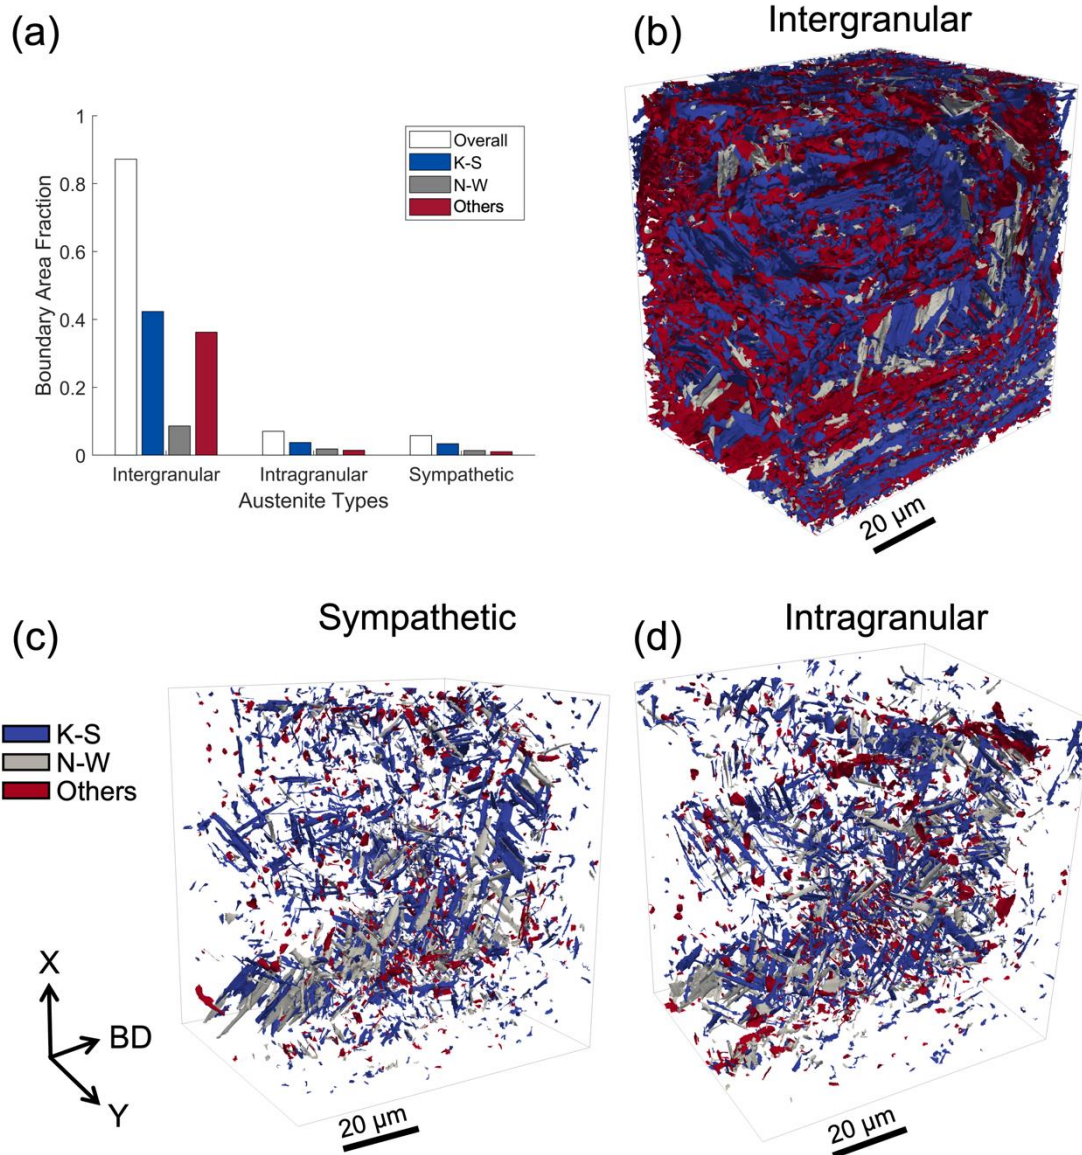 (a)
1
0.8
0.6
0.4
0.2
0
Boundary Area Fraction
Overall
K-S
N-W
Others
Intergranular
Intragranular
Sympathetic
Austenite Types
(b)
Intergranular
20 µm
(c)
Sympathetic
K-S
N-W
Others
X
BD
Y
20 µm
(d)
Intragranular
20 µm